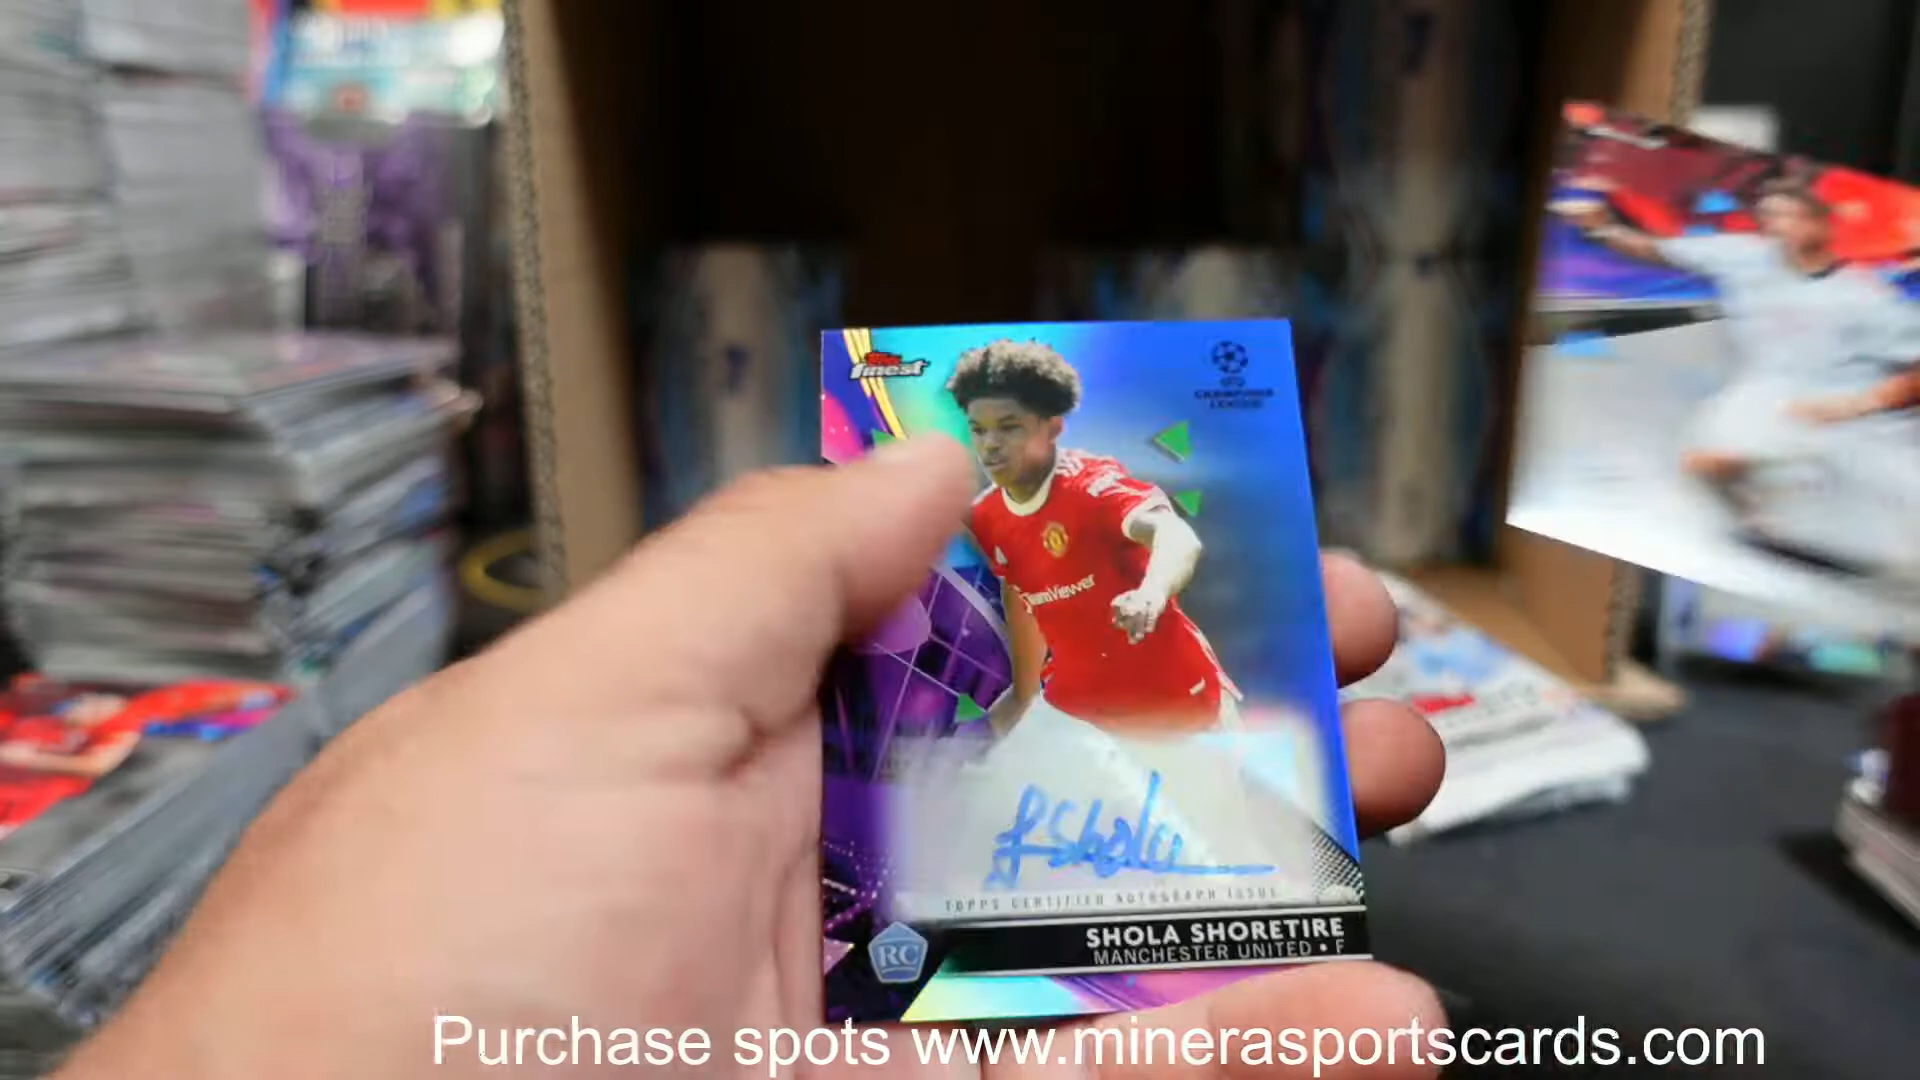 Topps
finest
CHAMPIONS
LEAGUE
TeamViewer
S Shola
TOPPS CERTIFIED AUTOGRAPH ISSUE
SHOLA SHORETIRE
MANCHESTER UNITED • F
RC
Purchase spots www.minerasportscards.com